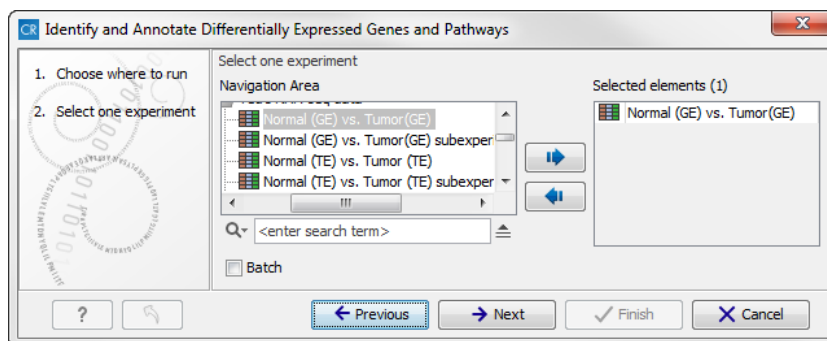 CR Identify and Annotate Differentially Expressed Genes and Pathways
1. Choose where to run
2. Select one experiment
Select one experiment
Navigation Area
Normal (GE) vs. Tumor(GE)
Normal (GE) vs. Tumor(GE) subexper
Normal (TE) vs. Tumor (TE)
Normal (TE) vs. Tumor (TE) subexper
<enter search term>
Batch
Selected elements (1)
Normal (GE) vs. Tumor(GE)
?
Previous
Next
Finish
Cancel